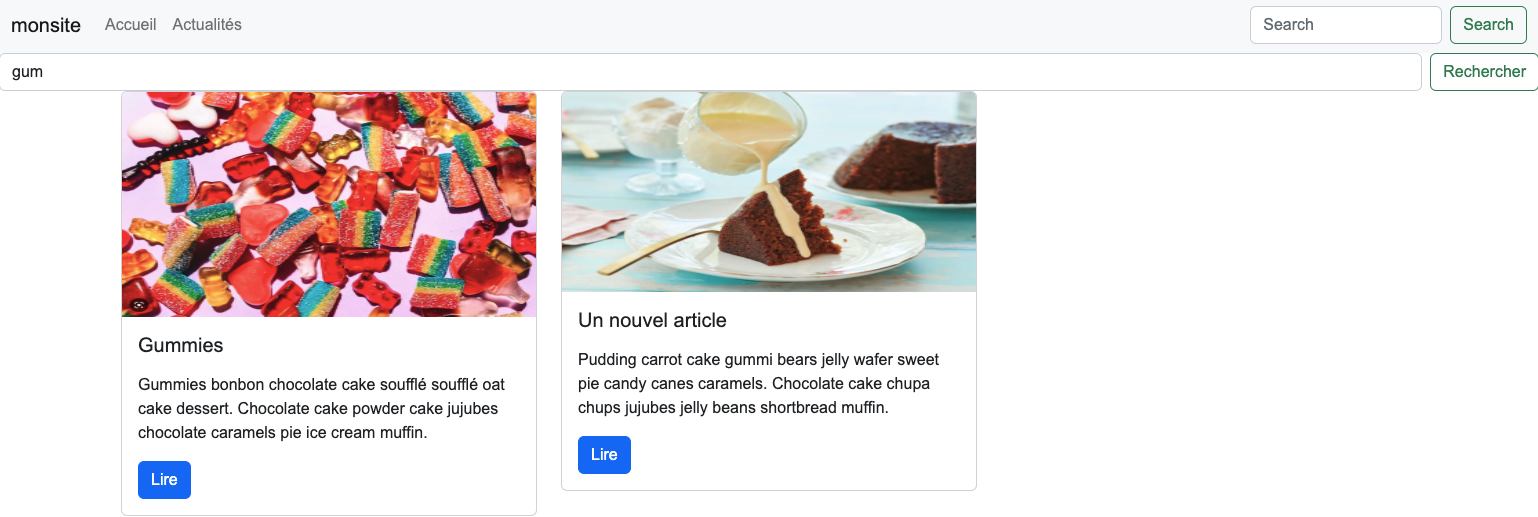 monsite Accueil Actualités Search Search
gum Rechercher
Gummies
Gummies bonbon chocolate cake soufflé soufflé oat
cake dessert. Chocolate cake powder cake jujubes
chocolate caramels pie ice cream muffin.
Lire
Un nouvel article
Pudding carrot cake gummi bears jelly wafer sweet
pie candy canes caramels. Chocolate cake chupa
chups jujubes jelly beans shortbread muffin.
Lire